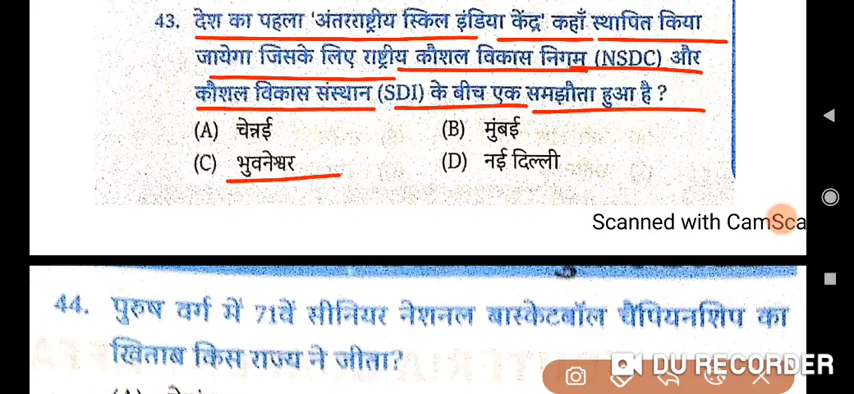 43. देश का पहला 'अंतरराष्ट्रीय स्किल इंडिया केंद्र' कहाँ स्थापित किया
जायेगा जिसके लिए राष्ट्रीय कौशल विकास निगम (NSDC) और
कौशल विकास संस्थान (SDI) के बीच एक समझौता हुआ है ?
(A) चेन्नई (B) मुंबई
(C) भुवनेश्वर (D) नई दिल्ली
Scanned with CamSca
44. पुरुष वर्ग में 71वें सीनियर नेशनल बास्केटबॉल चैंपियनशिप का
खिताब किस राज्य ने जीता?
DU RECORDER